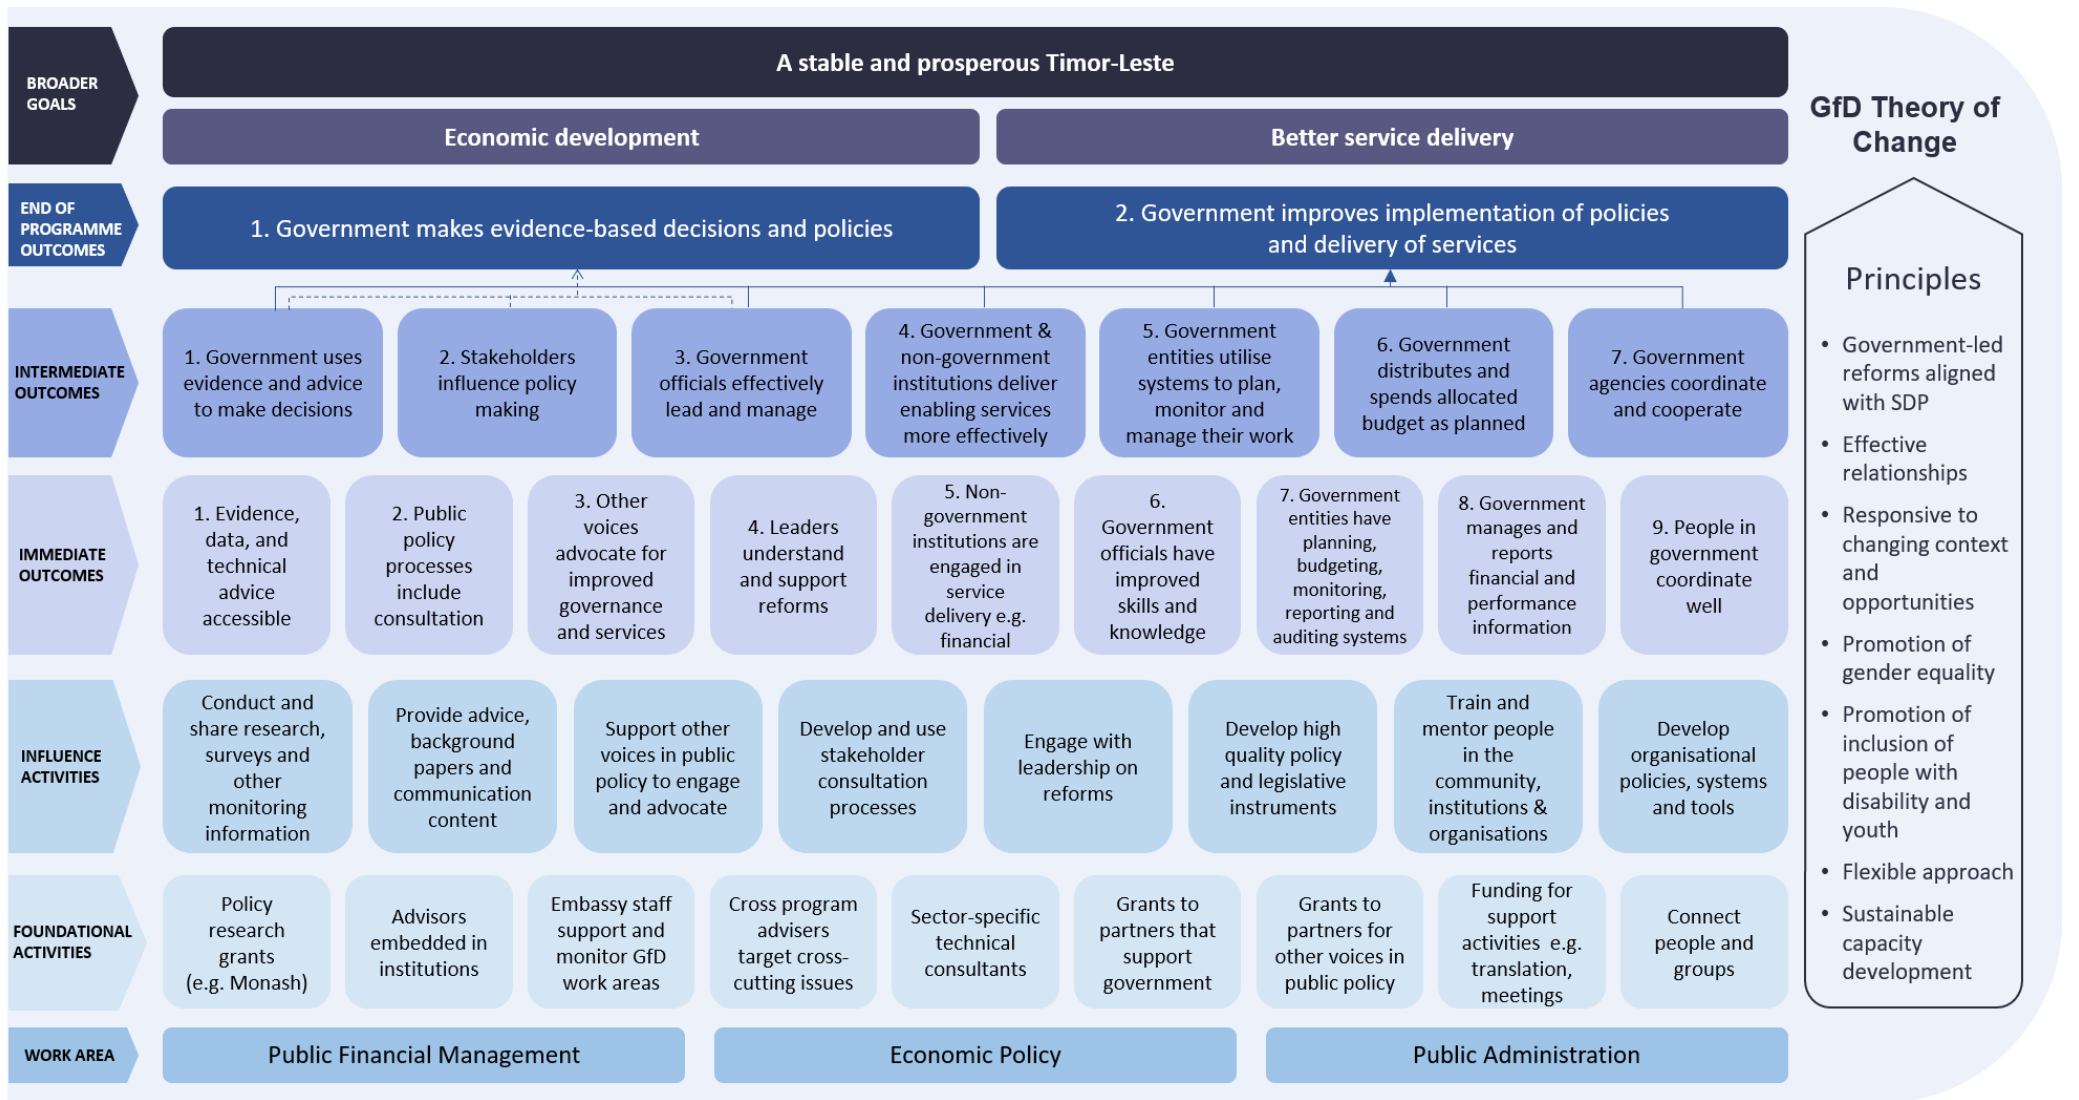 BROADER
GOALS
A stable and prosperous Timor-Leste
Economic development
Better service delivery
GfD Theory of
Change
END OF
PROGRAMME
OUTCOMES
1. Government makes evidence-based decisions and policies
2. Government improves implementation of policies
and delivery of services
INTERMEDIATE
OUTCOMES
1. Government uses
evidence and advice
to make decisions
2. Stakeholders
influence policy
making
3. Government
officials effectively
lead and manage
4. Government &
non-government
institutions deliver
enabling services
more effectively
5. Government
entities utilise
systems to plan,
monitor and
manage their work
6. Government
distributes and
spends allocated
budget as planned
7. Government
agencies coordinate
and cooperate
IMMEDIATE
OUTCOMES
1. Evidence,
data, and
technical
advice
accessible
2. Public
policy
processes
include
consultation
3. Other
voices
advocate for
improved
governance
and services
4. Leaders
understand
and support
reforms
5. Non-
government
institutions are
engaged in
service
delivery e.g.
financial
6.
Government
officials have
improved
skills and
knowledge
7. Government
entities have
planning,
budgeting,
monitoring,
reporting and
auditing systems
8. Government
manages and
reports
financial and
performance
information
9. People in
government
coordinate
well
INFLUENCE
ACTIVITIES
Conduct and
share research,
surveys and
other
monitoring
information
Provide advice,
background
papers and
communication
content
Support other
voices in public
policy to engage
and advocate
Develop and use
stakeholder
consultation
processes
Engage with
leadership on
reforms
Develop high
quality policy
and legislative
instruments
Train and
mentor people
in the
community,
institutions &
organisations
Develop
organisational
policies, systems
and tools
FOUNDATIONAL
ACTIVITIES
Policy
research
grants
(e.g. Monash)
Advisors
embedded in
institutions
Embassy staff
support and
monitor GfD
work areas
Cross program
advisers
target cross-
cutting issues
Sector-specific
technical
consultants
Grants to
partners that
support
government
Grants to
partners for
other voices in
public policy
Funding for
support
activities e.g.
translation,
meetings
Connect
people and
groups
WORK AREA
Public Financial Management
Economic Policy
Public Administration
Principles
• Government-led
reforms aligned
with SDP
• Effective
relationships
• Responsive to
changing context
and
opportunities
• Promotion of
gender equality
• Promotion of
inclusion of
people with
disability and
youth
• Flexible approach
• Sustainable
capacity
development